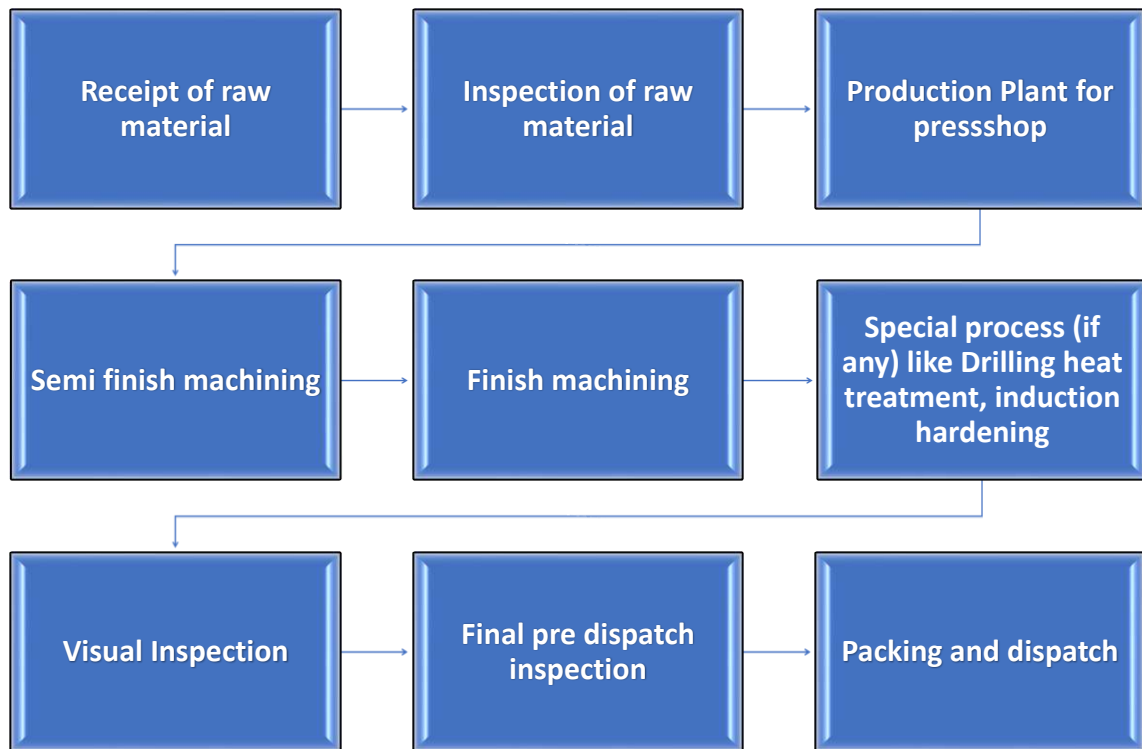 Receipt of raw
material
Inspection of raw
material
Production Plant for
pressshop
Semi finish machining
Finish machining
Special process (if
any) like Drilling heat
treatment, induction
hardening
Visual Inspection
Final pre dispatch
inspection
Packing and dispatch